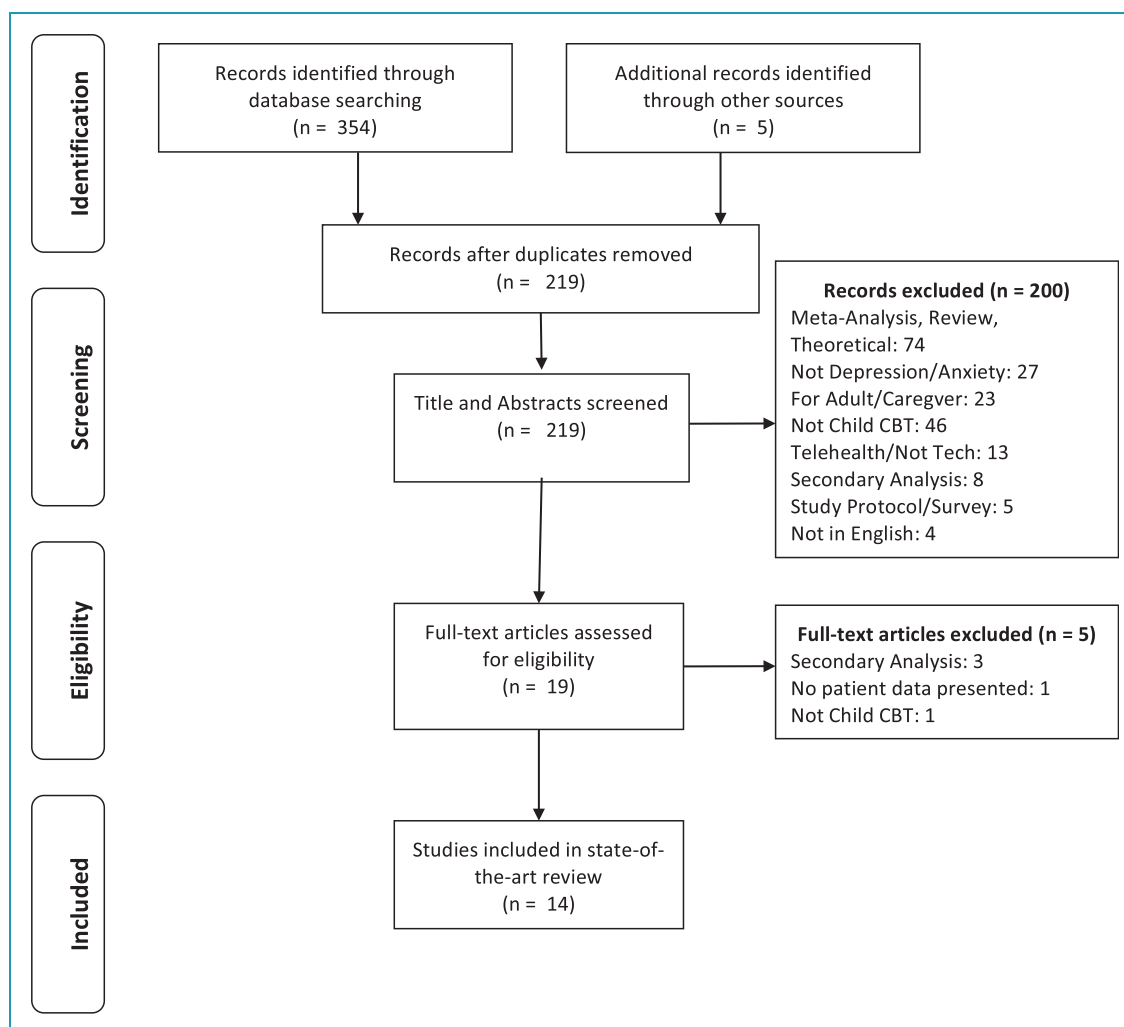 Identification
Records identified through
database searching
(n = 354)
Additional records identified
through other sources
(n = 5)
Records after duplicates removed
(n = 219)
Screening
Title and Abstracts screened
(n = 219)
Records excluded (n = 200)
Meta-Analysis, Review,
Theoretical: 74
Not Depression/Anxiety: 27
For Adult/Caregver: 23
Not Child CBT: 46
Telehealth/Not Tech: 13
Secondary Analysis: 8
Study Protocol/Survey: 5
Not in English: 4
Eligibility
Full-text articles assessed
for eligibility
(n = 19)
Full-text articles excluded (n = 5)
Secondary Analysis: 3
No patient data presented: 1
Not Child CBT: 1
Included
Studies included in state-of-
the-art review
(n = 14)